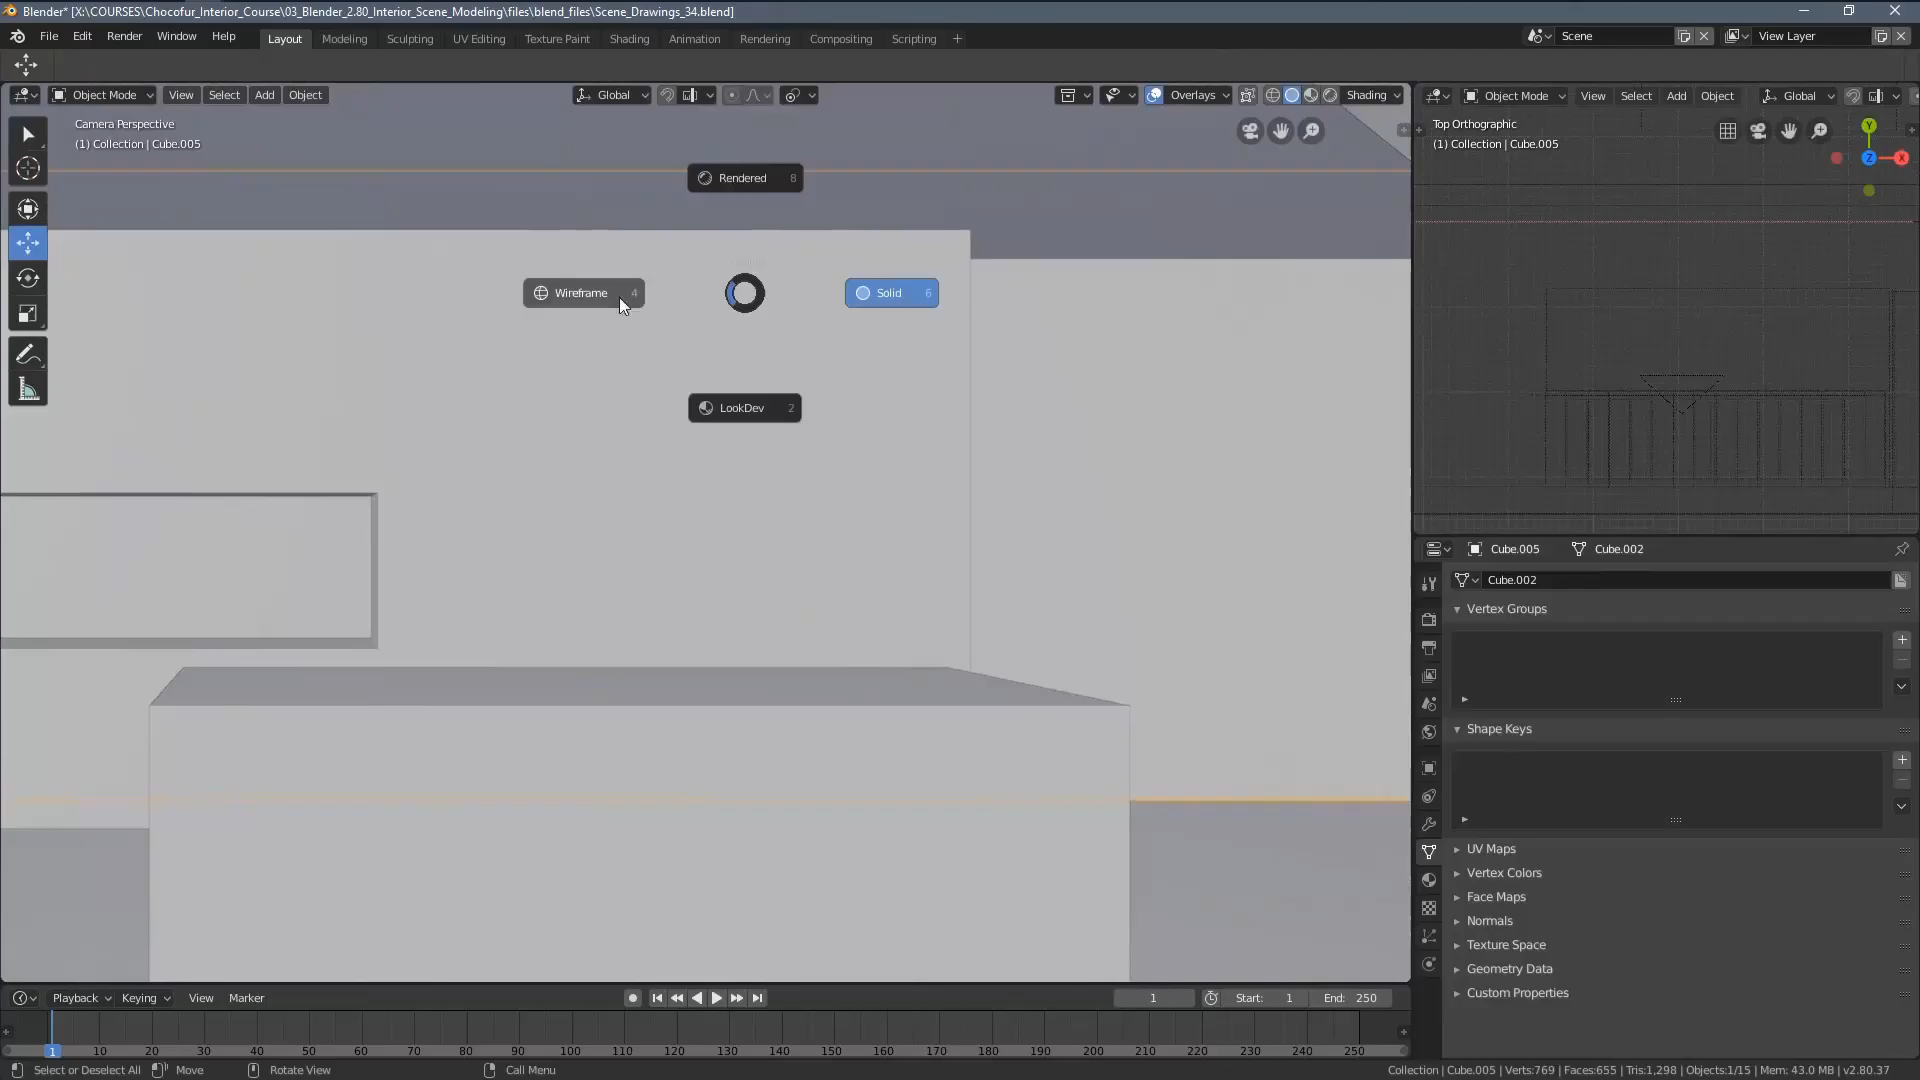 Blender* [X:\COURSES\Chocofur_Interior_Course\03_Blender_2.80_Interior_Scene_Modeling\files\blend_files\Scene_Drawings_34.blend]
File Edit Render Window Help Layout Modeling Sculpting UV Editing Texture Paint Shading Animation Rendering Compositing Scripting + Scene View Layer
Object Mode View Select Add Object Global Overlays Shading Object Mode View Select Add Object Global
Camera Perspective
(1) Collection | Cube.005
Top Orthographic
(1) Collection | Cube.005
Y
Z
X
Rendered 8
Wireframe 4
Solid 6
LookDev 2
Cube.005 Cube.002
Cube.002
Vertex Groups
Shape Keys
UV Maps
Vertex Colors
Face Maps
Normals
Texture Space
Geometry Data
Custom Properties
Playback Keying View Marker 1 Start: 1 End: 250
1 10 20 30 40 50 60 70 80 90 100 110 120 130 140 150 160 170 180 190 200 210 220 230 240 250
Select or Deselect All Move Rotate View Call Menu Collection | Cube.005 | Verts:769 | Faces:655 | Tris:1,298 | Objects:1/15 | Mem: 43.0 MB | v2.80.37